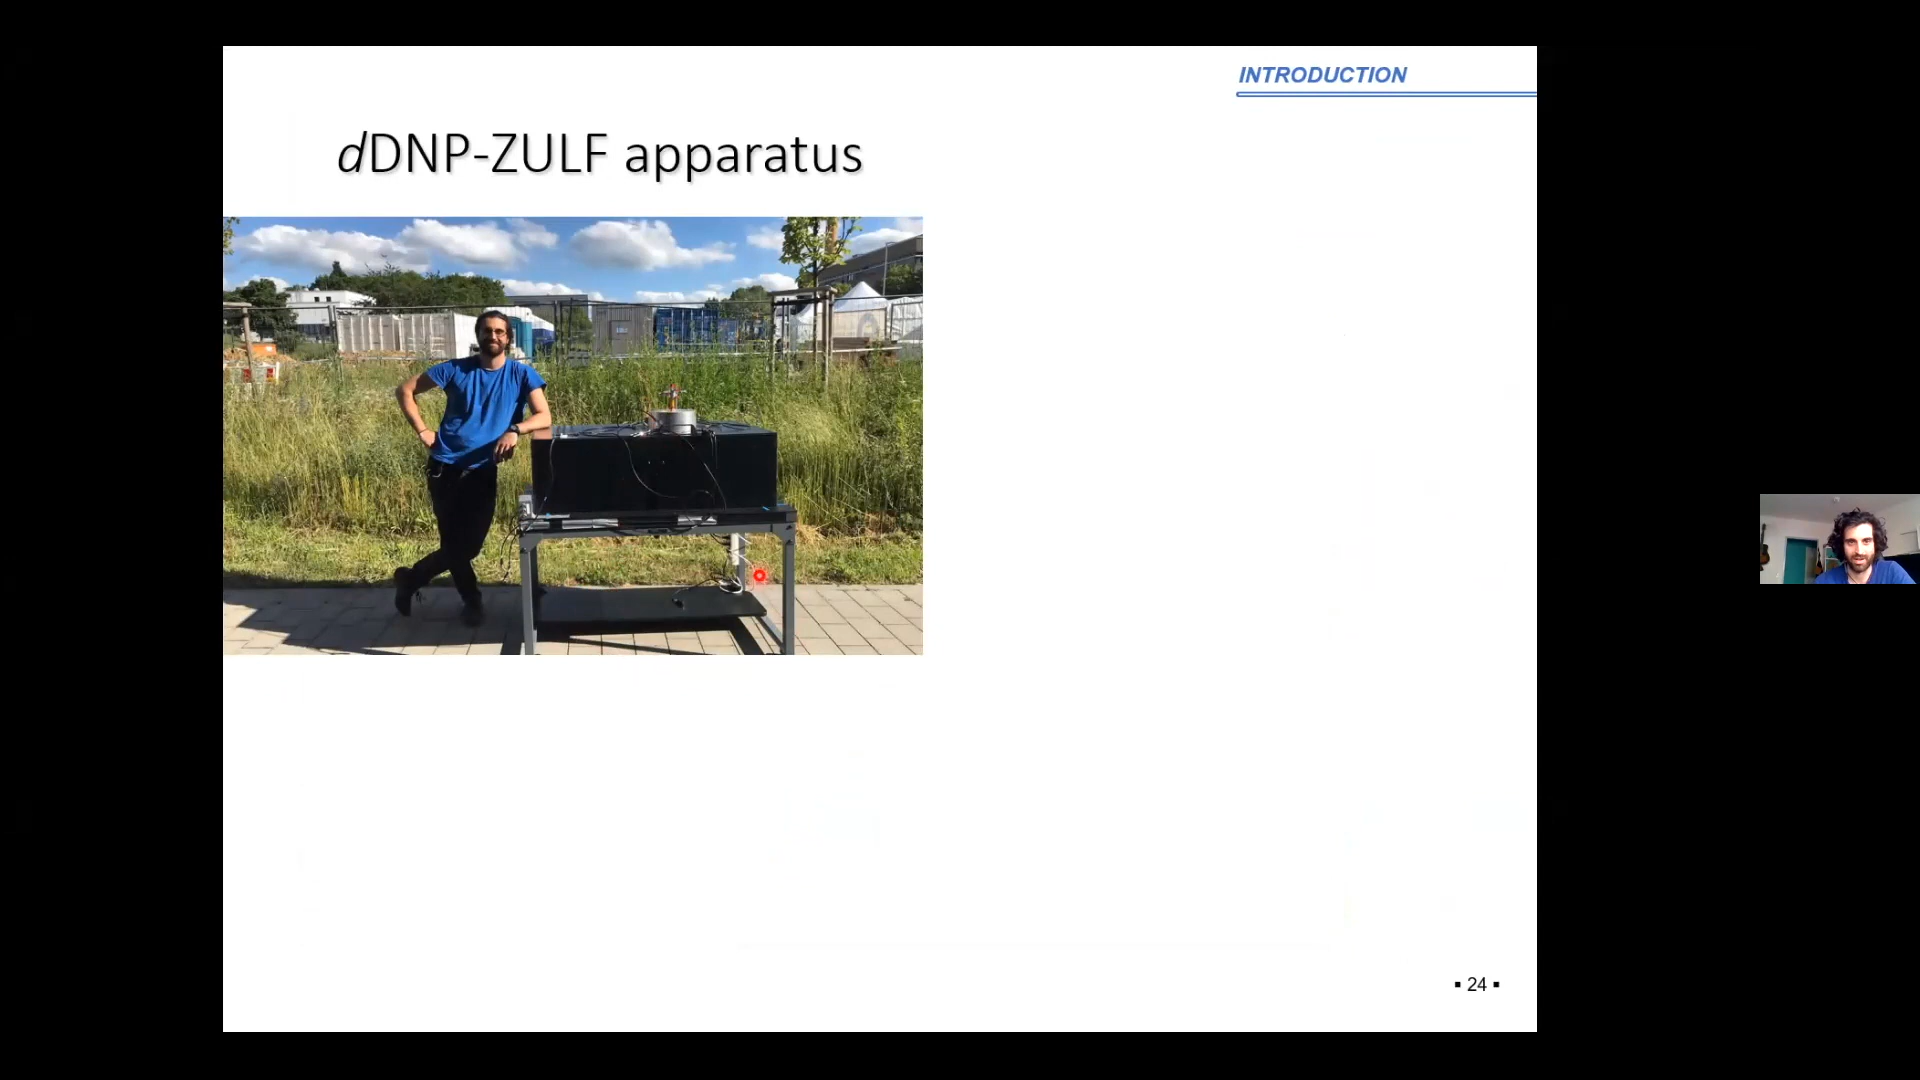 INTRODUCTION
dDNP-ZULF apparatus
▪ 24 ▪